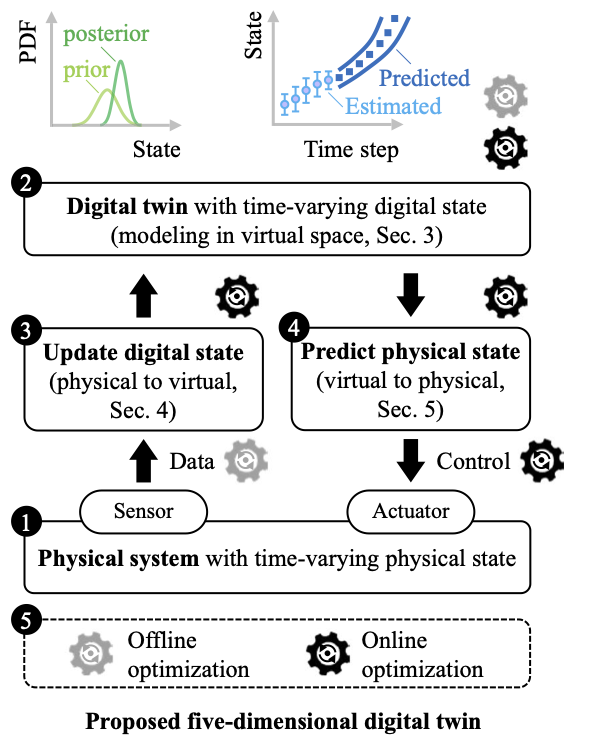 PDF
posterior
prior
State
State
Predicted
Estimated
Time step
2
Digital twin with time-varying digital state
(modeling in virtual space, Sec. 3)
3
Update digital state
(physical to virtual,
Sec. 4)
4
Predict physical state
(virtual to physical,
Sec. 5)
Data
Control
Sensor
Actuator
1
Physical system with time-varying physical state
5
Offline
optimization
Online
optimization
Proposed five-dimensional digital twin